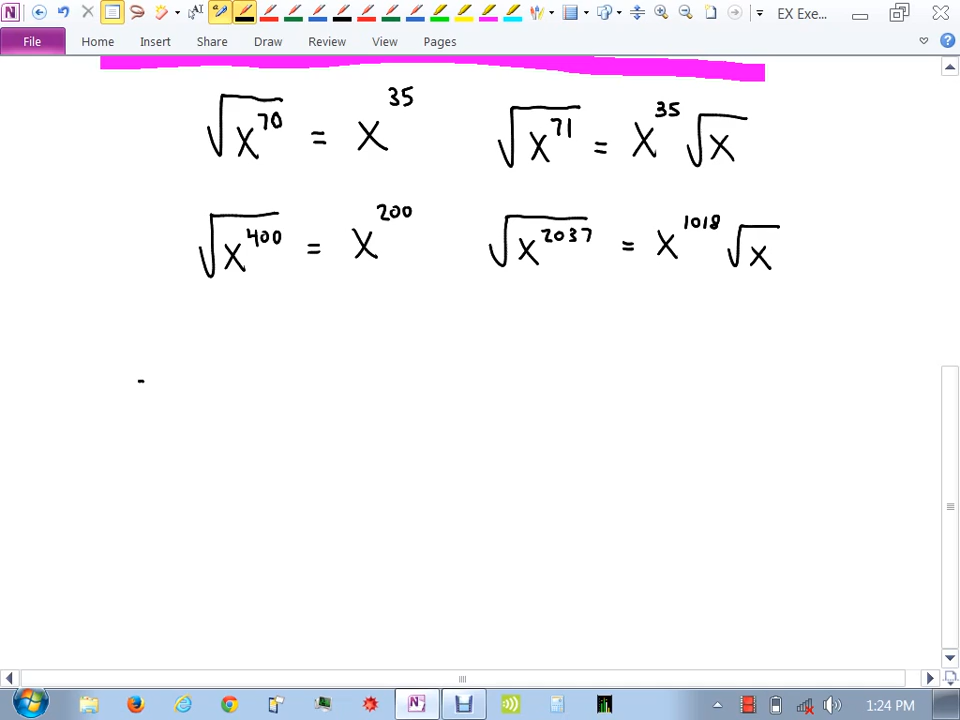 EX Exe...
File Home Insert Share Draw Review View Pages
√x^70 = x^35
√x^71 = x^35 √x
√x^400 = x^200
√x^2037 = x^1018 √x
1:24 PM